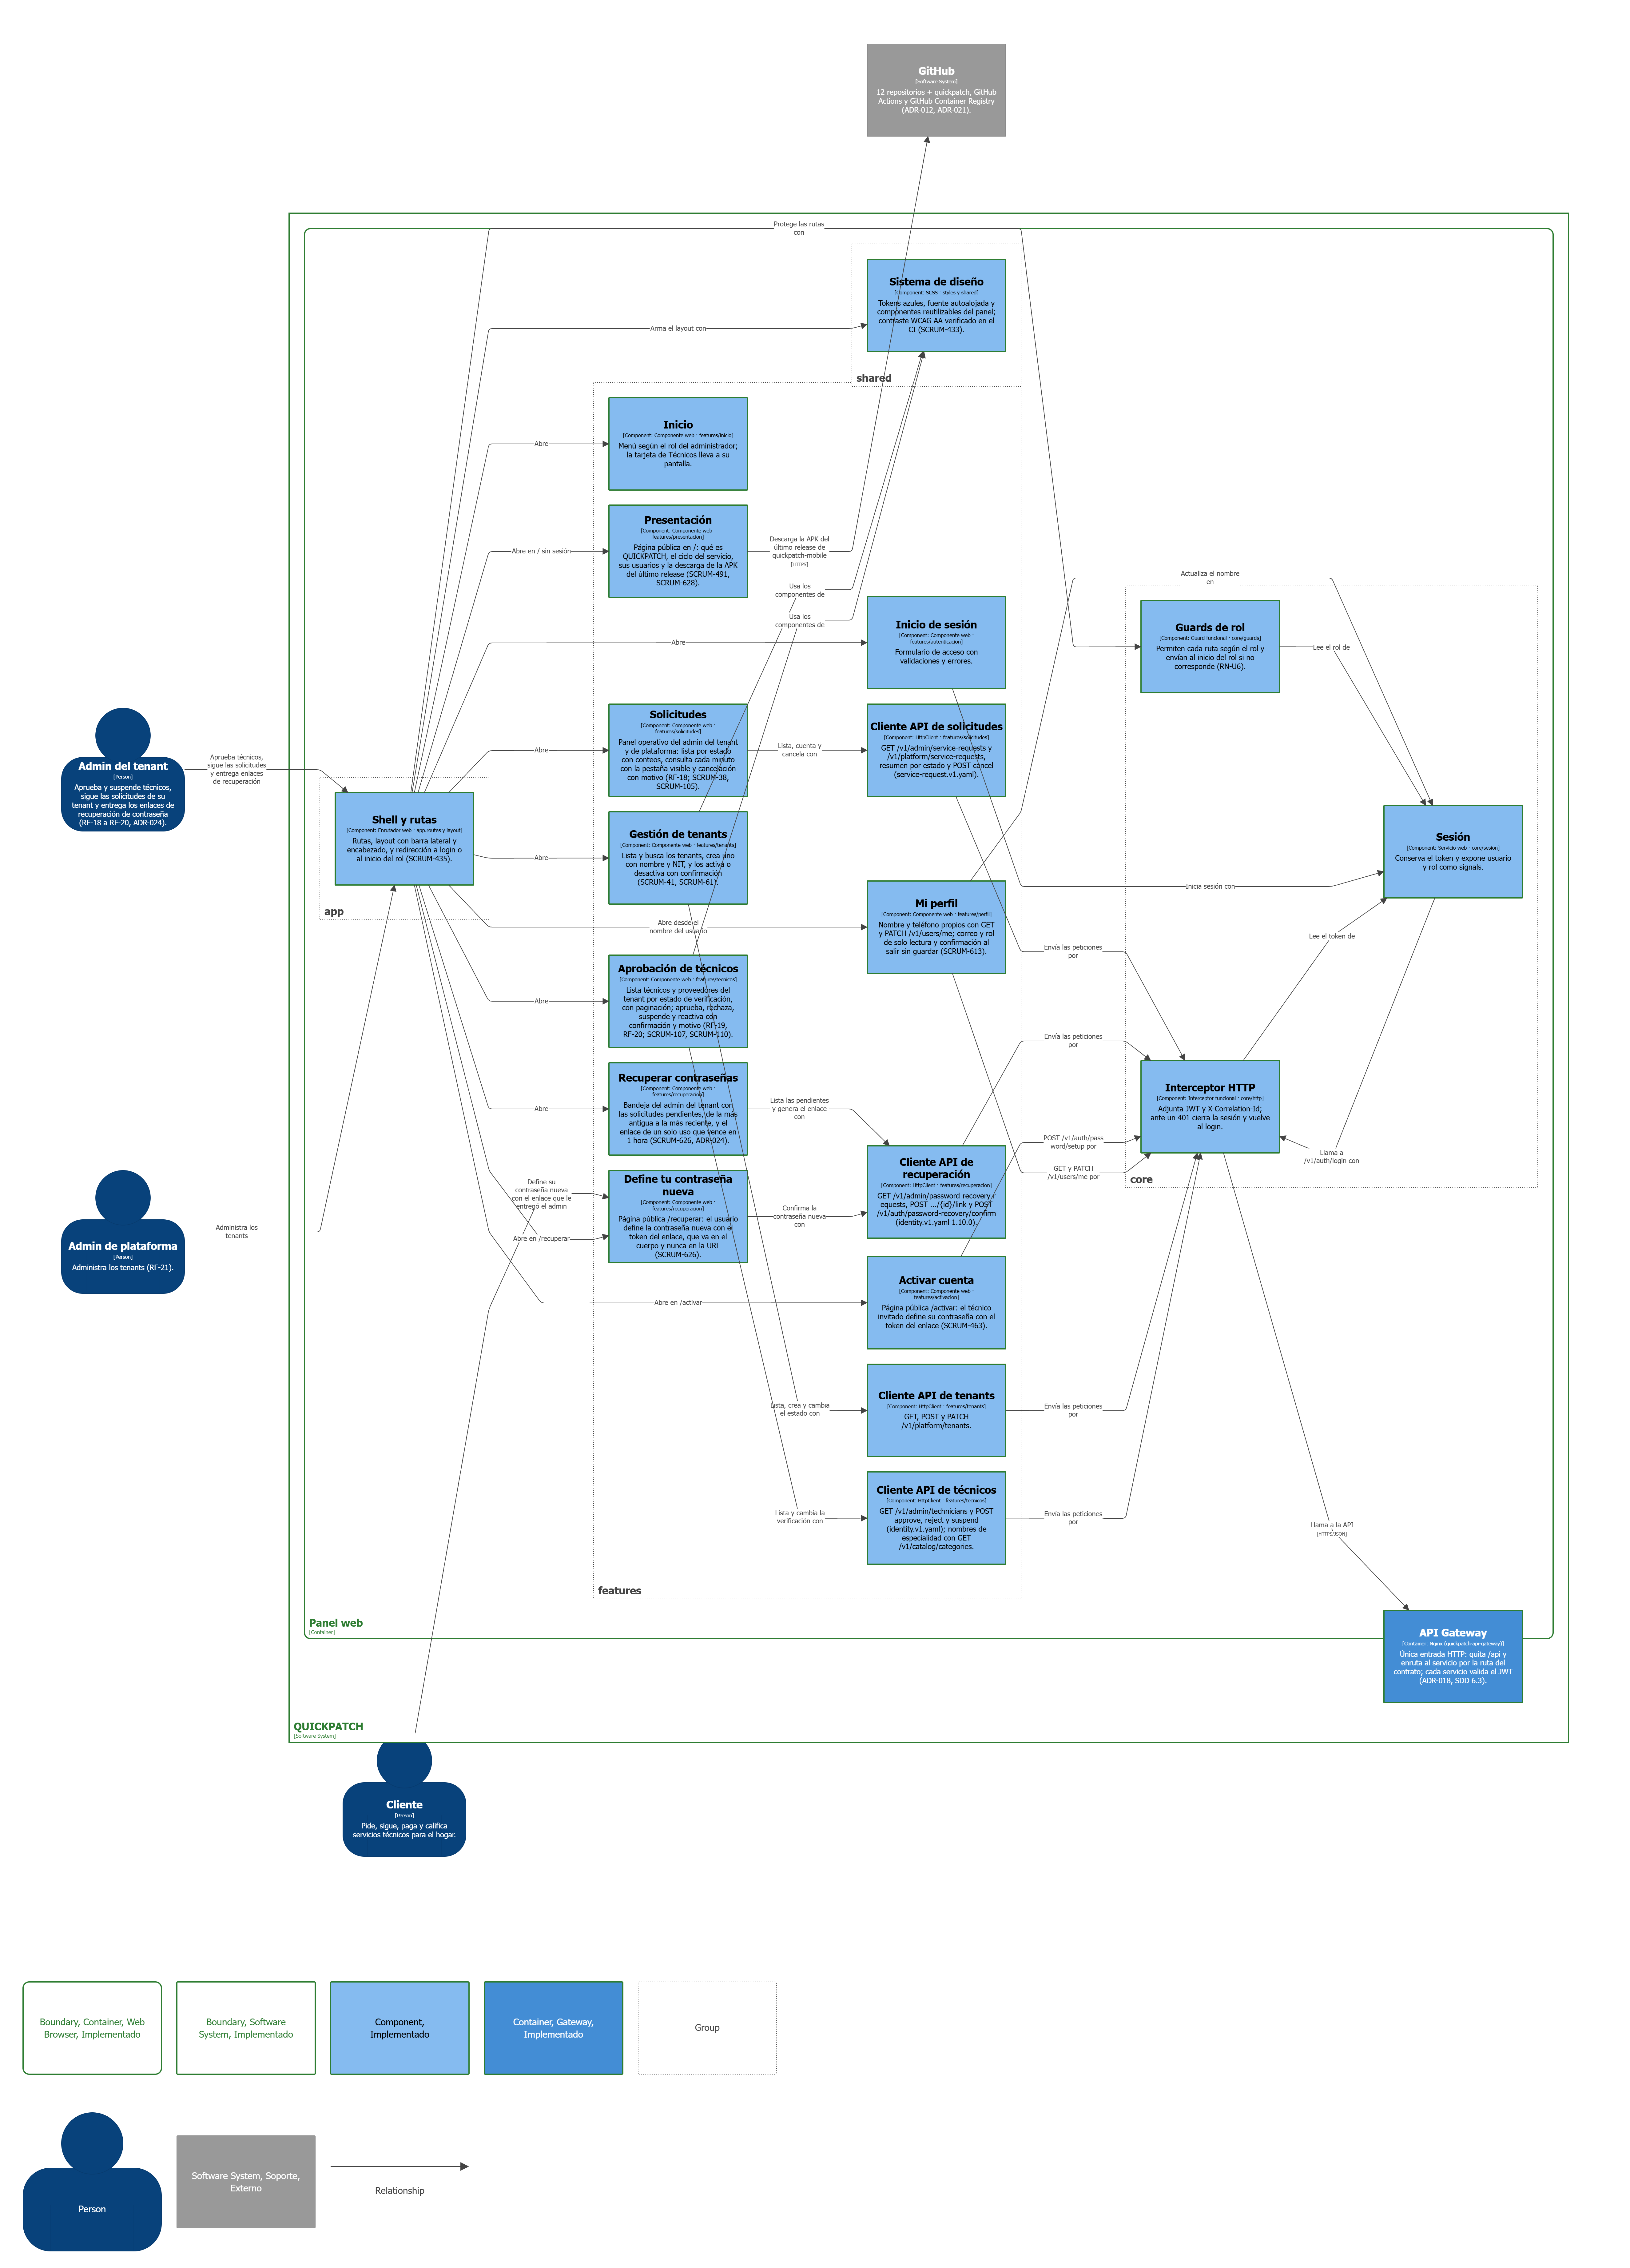 GitHub
[Software System]
12 repositorios + quickpatch, GitHub
Actions y GitHub Container Registry
(ADR-012, ADR-021).
Protege las rutas
con
Sistema de diseño
[Component: SCSS · styles y shared]
Tokens azules, fuente autoalojada y
componentes reutilizables del panel;
contraste WCAG AA verificado en el
CI (SCRUM-433).
Arma el layout con
shared
Inicio
[Component: Componente web · features/inicio]
Menú según el rol del administrador;
la tarjeta de Técnicos lleva a su
pantalla.
Abre
Presentación
[Component: Componente web ·
features/presentacion]
Página pública en /: qué es
QUICKPATCH, el ciclo del servicio,
sus usuarios y la descarga de la APK
del último release (SCRUM-491,
SCRUM-628).
Abre en / sin sesión
Descarga la APK del
último release de
quickpatch-mobile
[HTTPS]
Usa los
componentes de
Usa los
componentes de
Actualiza el nombre
en
Inicio de sesión
[Component: Componente web ·
features/autenticacion]
Formulario de acceso con
validaciones y errores.
Abre
Guards de rol
[Component: Guard funcional · core/guards]
Permiten cada ruta según el rol y
envían al inicio del rol si no
corresponde (RN-U6).
Lee el rol de
Solicitudes
[Component: Componente web ·
features/solicitudes]
Panel operativo del admin del tenant
y de plataforma: lista por estado
con conteos, consulta cada minuto
con la pestaña visible y cancelación
con motivo (RF-18; SCRUM-38,
SCRUM-105).
Abre
Lista, cuenta y
cancela con
Cliente API de solicitudes
[Component: HttpClient · features/solicitudes]
GET /v1/admin/service-requests y
/v1/platform/service-requests,
resumen por estado y POST cancel
(service-request.v1.yaml).
Admin del tenant
[Person]
Aprueba y suspende técnicos,
sigue las solicitudes de su
tenant y entrega los enlaces de
recuperación de contraseña
(RF-18 a RF-20, ADR-024).
Aprueba técnicos,
sigue las solicitudes
y entrega enlaces
de recuperación
Shell y rutas
[Component: Enrutador web · app.routes y layout]
Rutas, layout con barra lateral y
encabezado, y redirección a login o
al inicio del rol (SCRUM-435).
app
Gestión de tenants
[Component: Componente web · features/tenants]
Lista y busca los tenants, crea uno
con nombre y NIT, y los activa o
desactiva con confirmación
(SCRUM-41, SCRUM-61).
Abre
Sesión
[Component: Servicio web · core/sesion]
Conserva el token y expone usuario
y rol como signals.
Inicia sesión con
Mi perfil
[Component: Componente web · features/perfil]
Nombre y teléfono propios con GET
y PATCH /v1/users/me; correo y rol
de solo lectura y confirmación al
salir sin guardar (SCRUM-613).
Abre desde el
nombre del usuario
Lee el token de
Envía las peticiones
por
Aprobación de técnicos
[Component: Componente web · features/tecnicos]
Lista técnicos y proveedores del
tenant por estado de verificación,
con paginación; aprueba, rechaza,
suspende y reactiva con
confirmación y motivo (RF-19,
RF-20; SCRUM-107, SCRUM-110).
Abre
Envía las peticiones
por
Recuperar contraseñas
[Component: Componente web ·
features/recuperacion]
Bandeja del admin del tenant con
las solicitudes pendientes, de la más
antigua a la más reciente, y el
enlace de un solo uso que vence en
1 hora (SCRUM-626, ADR-024).
Abre
Lista las pendientes
y genera el enlace
con
Interceptor HTTP
[Component: Interceptor funcional · core/http]
Adjunta JWT y X-Correlation-Id;
ante un 401 cierra la sesión y vuelve
al login.
POST /v1/auth/pass
word/setup por
GET y PATCH
/v1/users/me por
Llama a
/v1/auth/login con
core
Cliente API de
recuperación
[Component: HttpClient · features/recuperacion]
GET /v1/admin/password-recovery-r
equests, POST .../{id}/link y POST
/v1/auth/password-recovery/confirm
(identity.v1.yaml 1.10.0).
Define tu contraseña
nueva
[Component: Componente web ·
features/recuperacion]
Página pública /recuperar: el usuario
define la contraseña nueva con el
token del enlace, que va en el
cuerpo y nunca en la URL
(SCRUM-626).
Define su
contraseña nueva
con el enlace que le
entregó el admin
Abre en /recuperar
Confirma la
contraseña nueva
con
Admin de plataforma
[Person]
Administra los tenants (RF-21).
Administra los
tenants
Activar cuenta
[Component: Componente web ·
features/activacion]
Página pública /activar: el técnico
invitado define su contraseña con el
token del enlace (SCRUM-463).
Abre en /activar
Cliente API de tenants
[Component: HttpClient · features/tenants]
GET, POST y PATCH
/v1/platform/tenants.
Lista, crea y cambia
el estado con
Envía las peticiones
por
Cliente API de técnicos
[Component: HttpClient · features/tecnicos]
GET /v1/admin/technicians y POST
approve, reject y suspend
(identity.v1.yaml); nombres de
especialidad con GET
/v1/catalog/categories.
Lista y cambia la
verificación con
Envía las peticiones
por
Llama a la API
[HTTPS/JSON]
features
Panel web
[Container]
API Gateway
[Container: Nginx (quickpatch-api-gateway)]
Única entrada HTTP: quita /api y
enruta al servicio por la ruta del
contrato; cada servicio valida el JWT
(ADR-018, SDD 6.3).
QUICKPATCH
[Software System]
Cliente
[Person]
Pide, sigue, paga y califica
servicios técnicos para el hogar.
Boundary, Container, Web
Browser, Implementado
Boundary, Software
System, Implementado
Component,
Implementado
Container, Gateway,
Implementado
Group
Person
Software System, Soporte,
Externo
Relationship